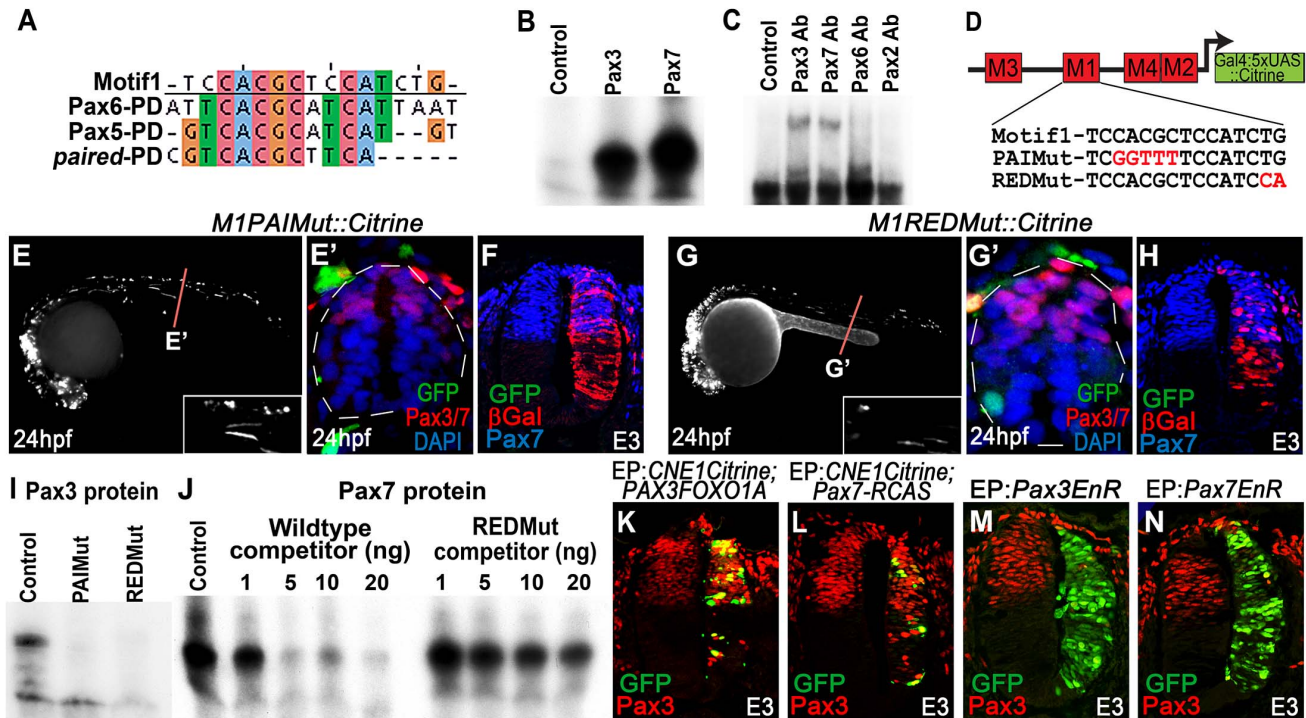 A
Motif1 -TCCACGCTCCATCTG-
Pax6-PD ATTCACGCATCATTAAT
Pax5-PD -GTCACGCATCAT--GT
paired-PD CGTCACGCTTCA-----
B
Control
Pax3
Pax7
C
Control
Pax3 Ab
Pax7 Ab
Pax6 Ab
Pax2 Ab
D
M3 M1 M4 M2
Gal4:5xUAS
::Citrine
Motif1-TCCACGCTCCATCTG
PAIMut-TCGGTTTTCCATCTG
REDMut-TCCACGCTCCATCCA
M1PAIMut::Citrine
E
E'
24hpf
E'
GFP
Pax3/7
24hpf DAPI
F
GFP
βGal
Pax7 E3
M1REDMut::Citrine
G
G'
24hpf
G'
GFP
Pax3/7
24hpf DAPI
H
GFP
βGal
Pax7 E3
I Pax3 protein
Control
PAIMut
REDMut
J Pax7 protein
Control
Wildtype
competitor (ng)
1 5 10 20
REDMut
competitor (ng)
1 5 10 20
EP:CNE1Citrine;
PAX3FOXO1A
K
GFP
Pax3 E3
EP:CNE1Citrine;
Pax7-RCAS
L
GFP
Pax3 E3
EP:Pax3EnR
M
GFP
Pax3 E3
EP:Pax7EnR
N
GFP
Pax3 E3